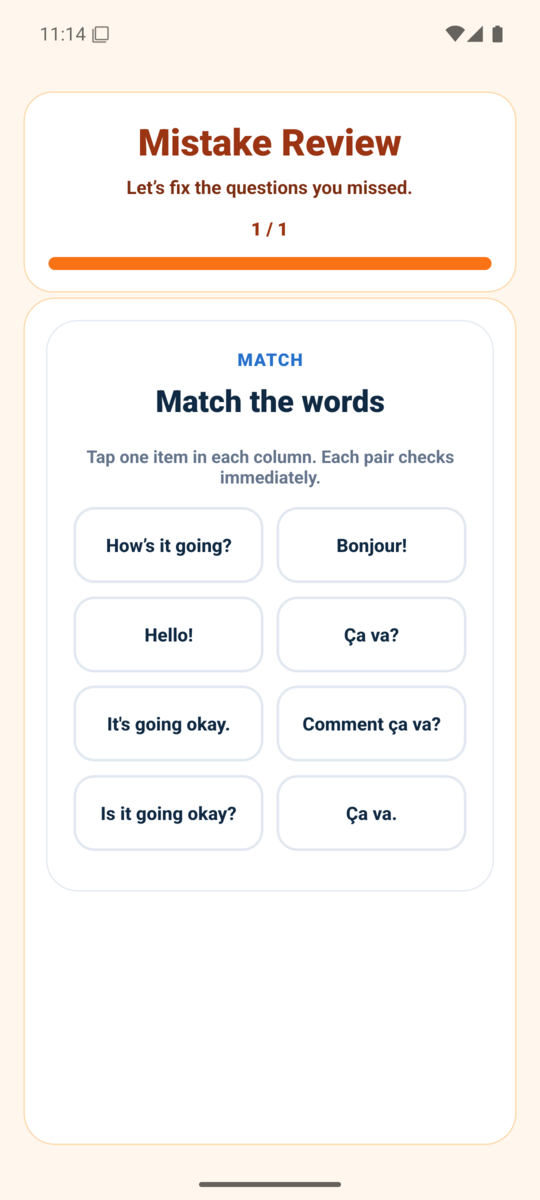 11:14
Mistake Review
Let’s fix the questions you missed.
1 / 1
MATCH
Match the words
Tap one item in each column. Each pair checks
immediately.
How’s it going?
Bonjour!
Hello!
Ça va?
It's going okay.
Comment ça va?
Is it going okay?
Ça va.